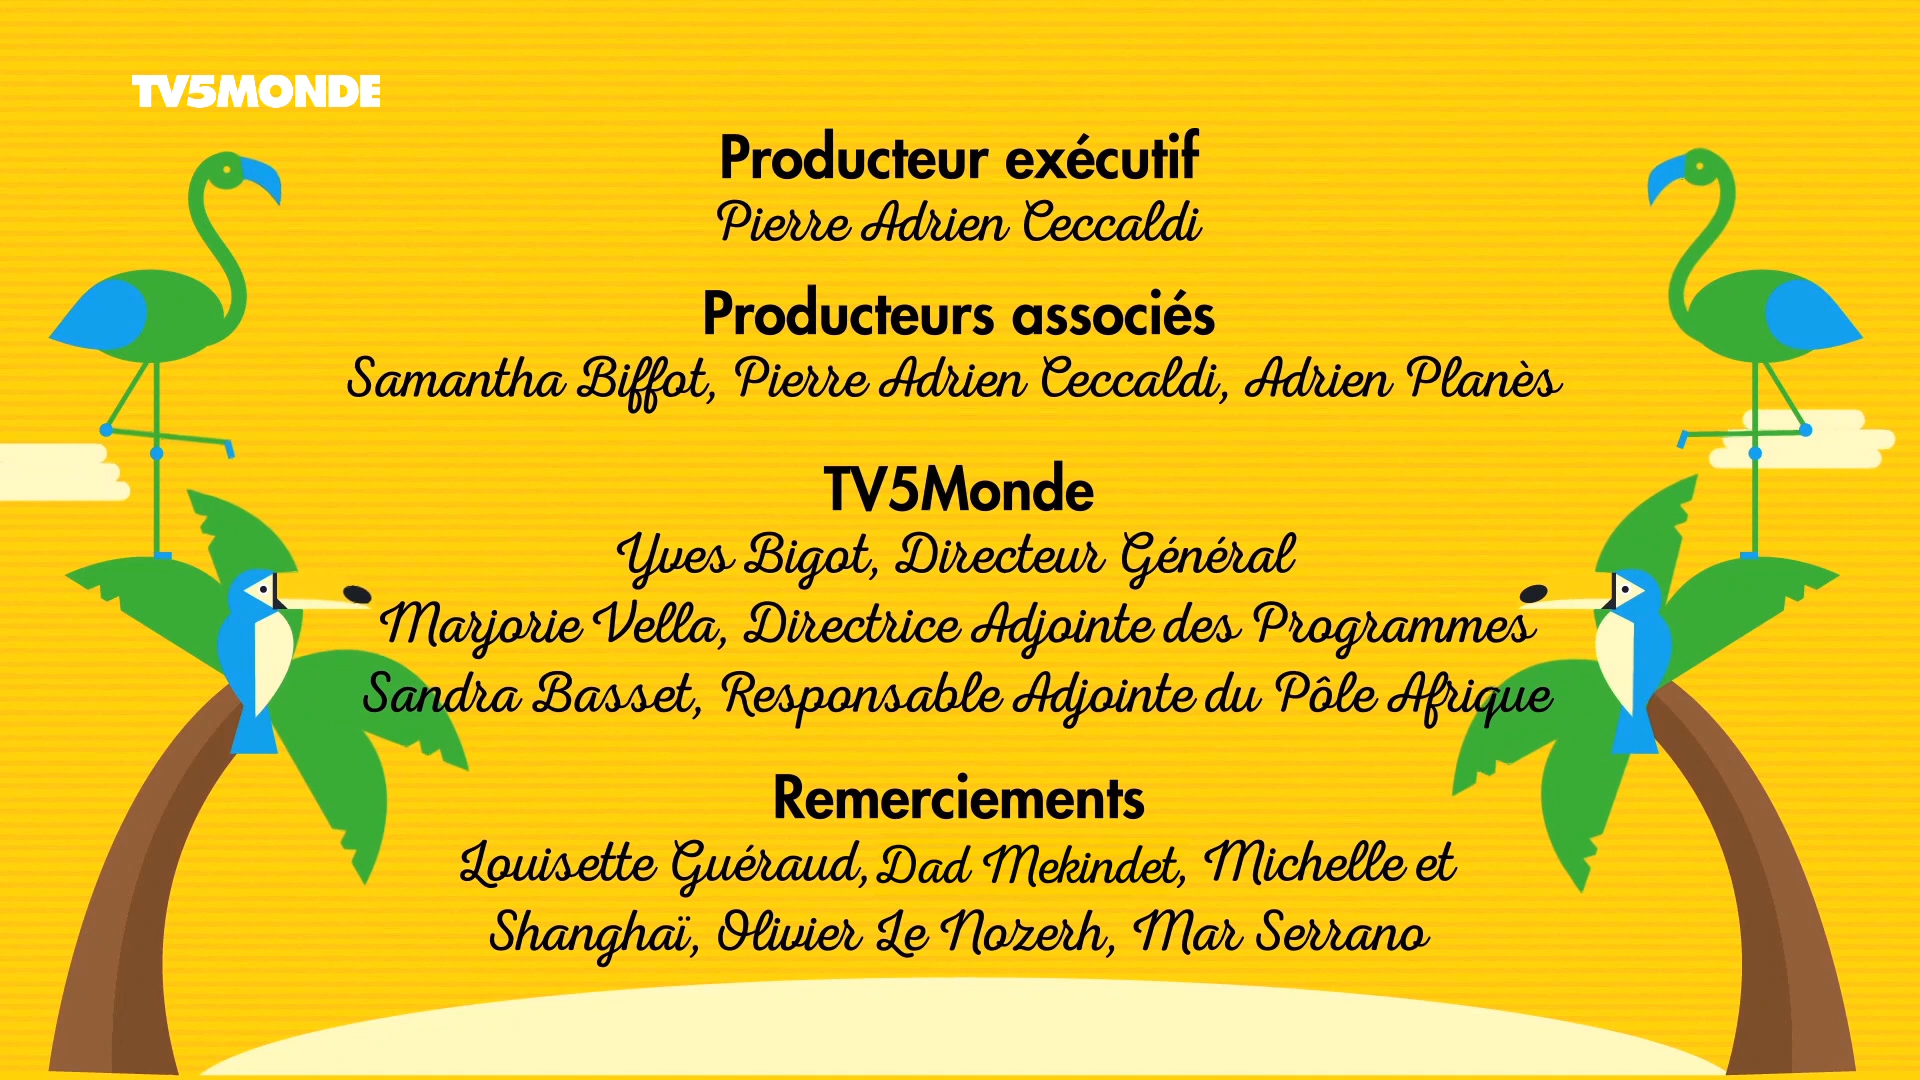 TV5MONDE
Producteur exécutif
Pierre Adrien Ceccaldi
Producteurs associés
Samantha Biffot, Pierre Adrien Ceccaldi, Adrien Planès
TV5Monde
Yves Bigot, Directeur Général
Marjorie Vella, Directrice Adjointe des Programmes
Sandra Basset, Responsable Adjointe du Pôle Afrique
Remerciements
Louisette Guéraud, Dad Mekindet, Michelle et
Shanghaï, Olivier Le Nozerh, Mar Serrano